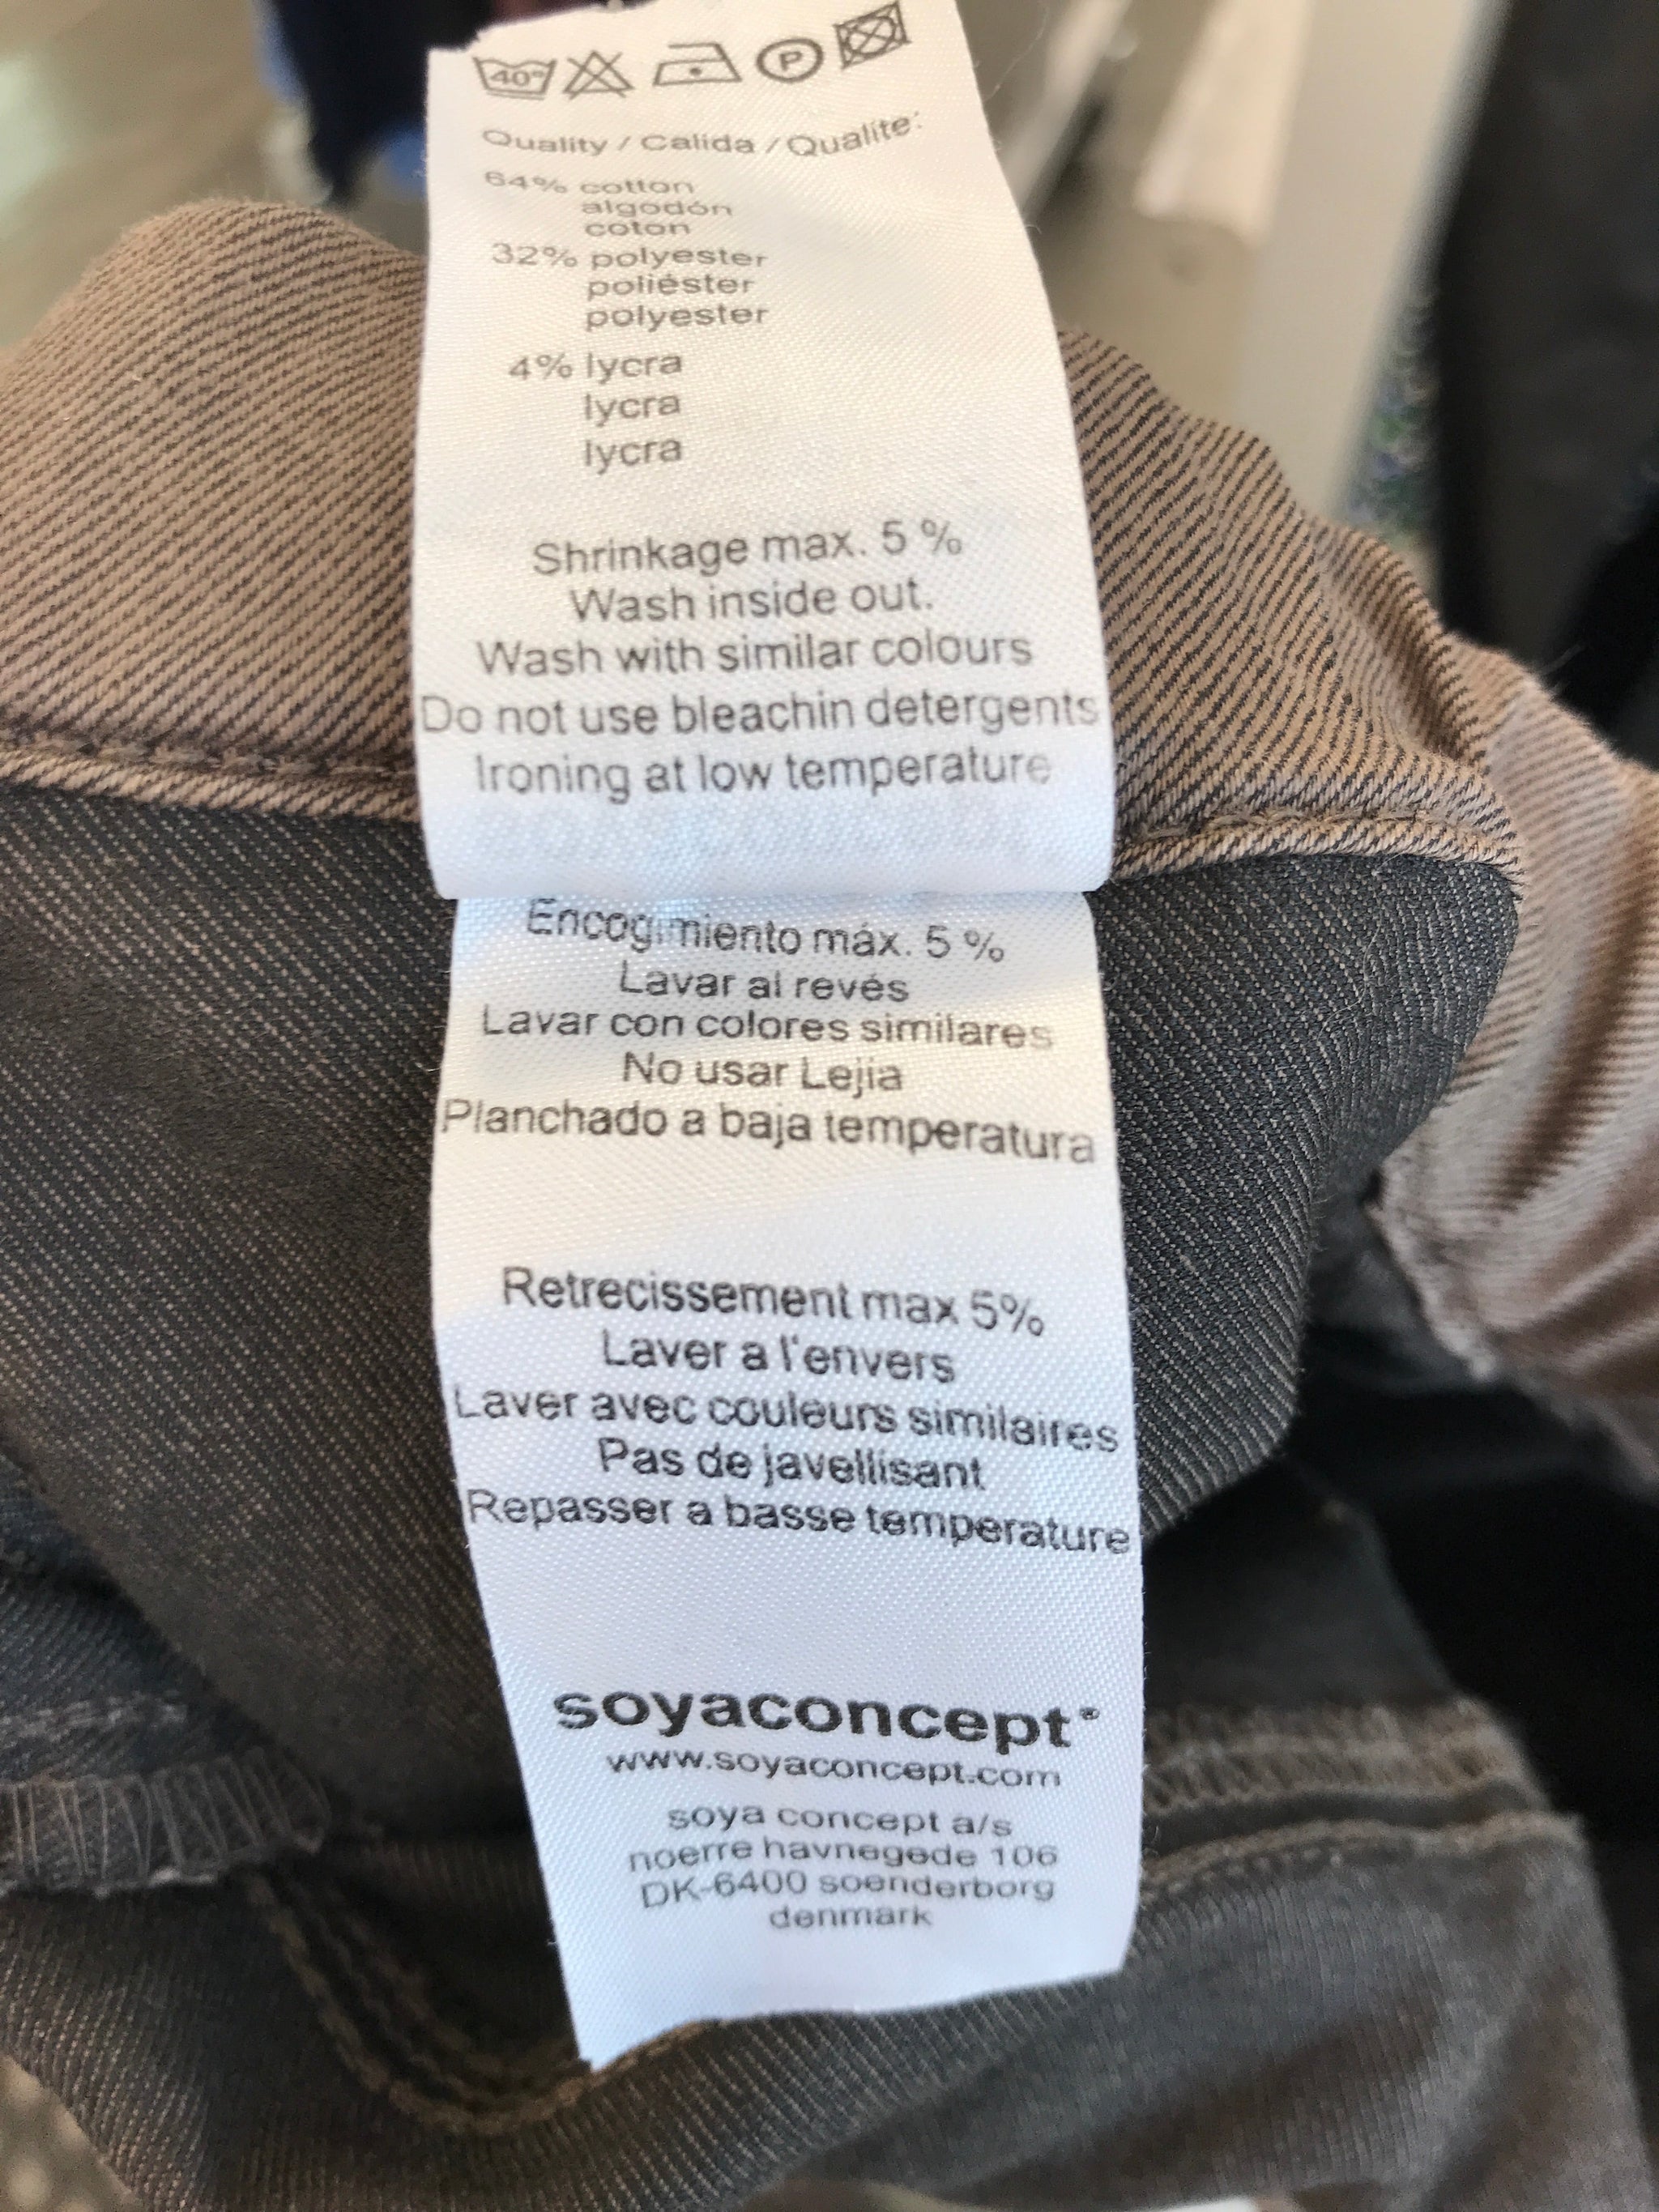 40°
P
Quality / Calida / Qualite:
64% cotton
algodón
coton
32% polyester
poliéster
polyester
4% lycra
lycra
lycra
Shrinkage max. 5 %
Wash inside out.
Wash with similar colours
Do not use bleachin detergents
Ironing at low temperature
Encogimiento máx. 5 %
Lavar al revés
Lavar con colores similares
No usar Lejia
Planchado a baja temperatura
Retrecissement max 5%
Laver a l'envers
Laver avec couleurs similaires
Pas de javellisant
Repasser a basse temperature
soyaconcept®
www.soyaconcept.com
soya concept a/s
noerre havnegede 106
DK-6400 soenderborg
denmark